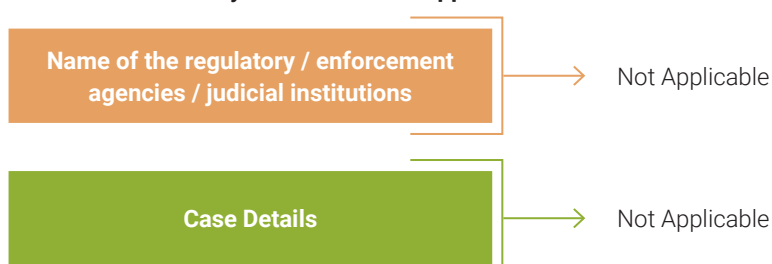 Name of the regulatory / enforcement
agencies / judicial institutions
Not Applicable
Case Details
Not Applicable